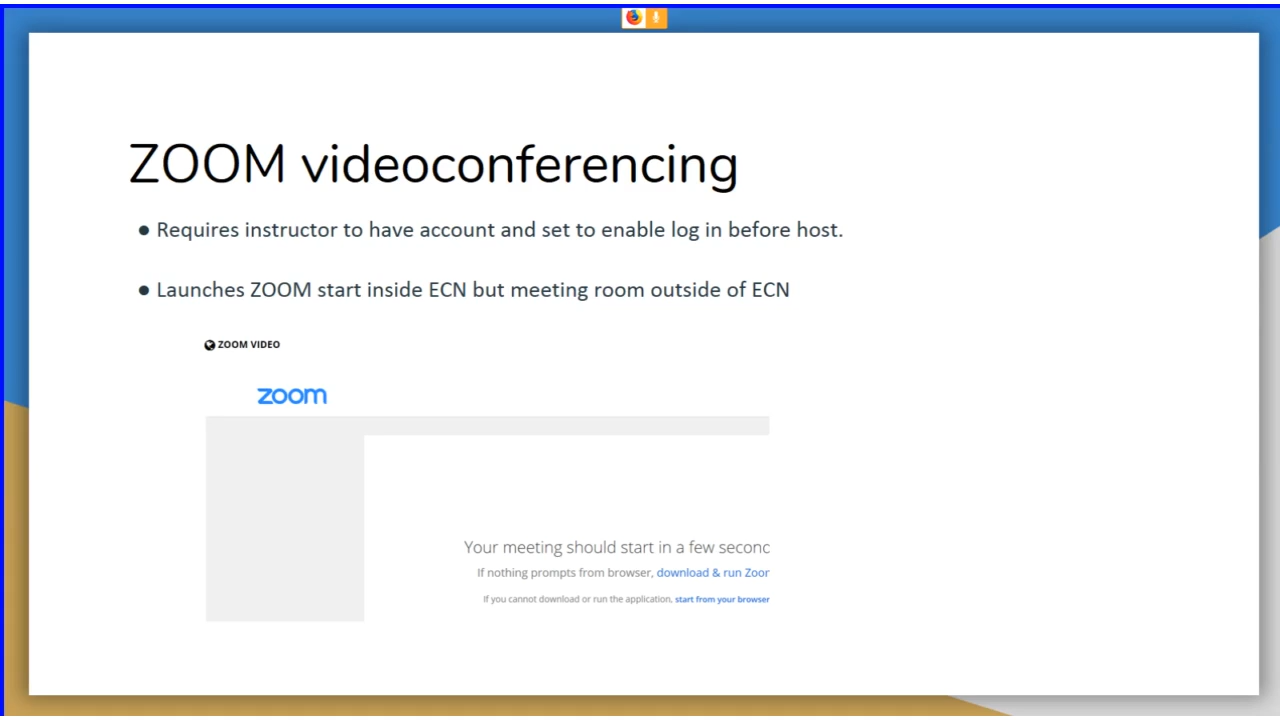 ZOOM videoconferencing
● Requires instructor to have account and set to enable log in before host.
● Launches ZOOM start inside ECN but meeting room outside of ECN
ZOOM VIDEO
zoom
Your meeting should start in a few secon
If nothing prompts from browser, download & run Zoo
If you cannot download or run the application, start from your browser